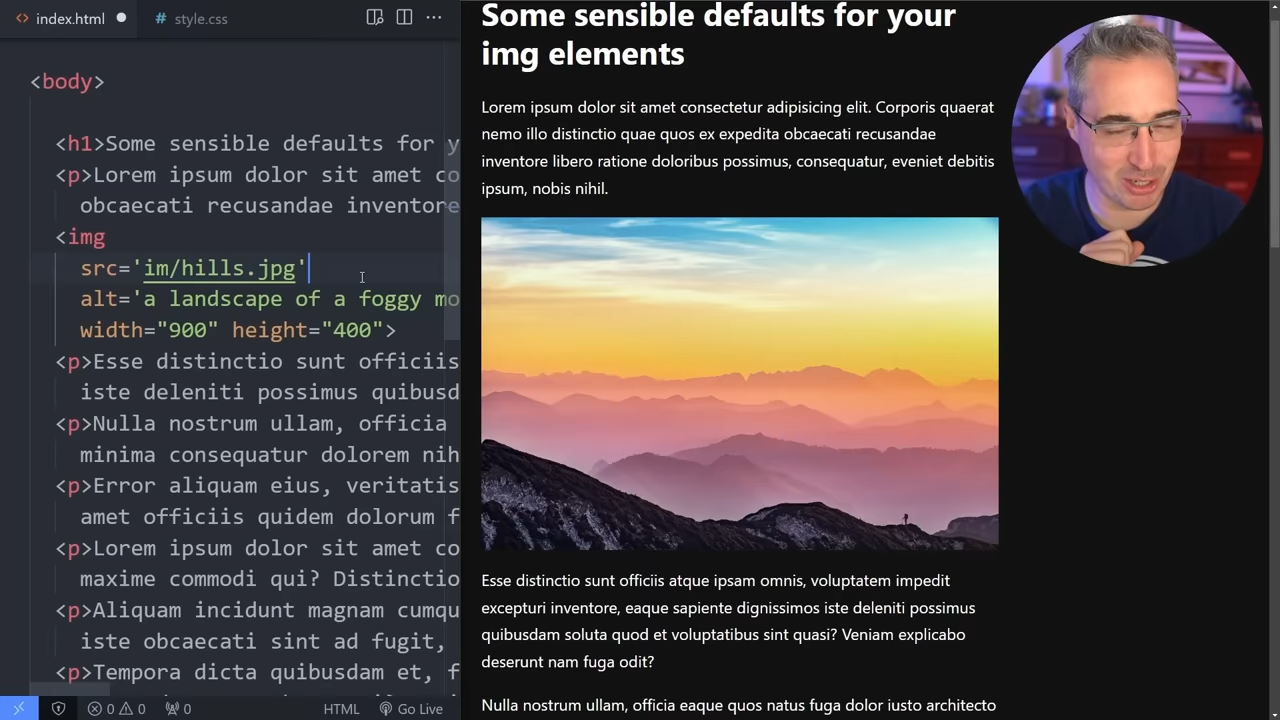 index.html
style.css
<body>
<h1>Some sensible defaults for y
<p>Lorem ipsum dolor sit amet co
obcaecati recusandae inventore
<img
src='im/hills.jpg'
alt='a landscape of a foggy mo
width="900" height="400">
<p>Esse distinctio sunt officiis
iste deleniti possimus quibusd
<p>Nulla nostrum ullam, officia
minima consequatur dolorem nih
<p>Error aliquam eius, veritatis
amet officiis quidem dolorum f
<p>Lorem ipsum dolor sit amet co
maxime commodi qui? Distinctio
<p>Aliquam incidunt magnam cumqu
iste obcaecati sint ad fugit,
<p>Tempora dicta quibusdam et, f
0 0 0 HTML Go Live
Some sensible defaults for your
img elements
Lorem ipsum dolor sit amet consectetur adipisicing elit. Corporis quaerat
nemo illo distinctio quae quos ex expedita obcaecati recusandae
inventore libero ratione doloribus possimus, consequatur, eveniet debitis
ipsum, nobis nihil.
Esse distinctio sunt officiis atque ipsam omnis, voluptatem impedit
excepturi inventore, eaque sapiente dignissimos iste deleniti possimus
quibusdam soluta quod et voluptatibus sint quasi? Veniam explicabo
deserunt nam fuga odit?
Nulla nostrum ullam, officia eaque quos natus fuga dolor iusto architecto